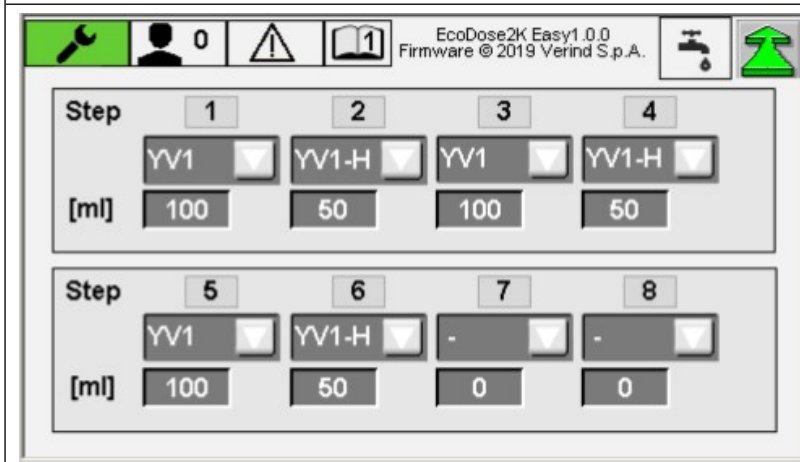 0
1
EcoDose2K Easy1.0.0
Firmware © 2019 Verind S.p.A.
Step 1 2 3 4
YV1 YV1-H YV1 YV1-H
[ml] 100 50 100 50
Step 5 6 7 8
YV1 YV1-H - -
[ml] 100 50 0 0